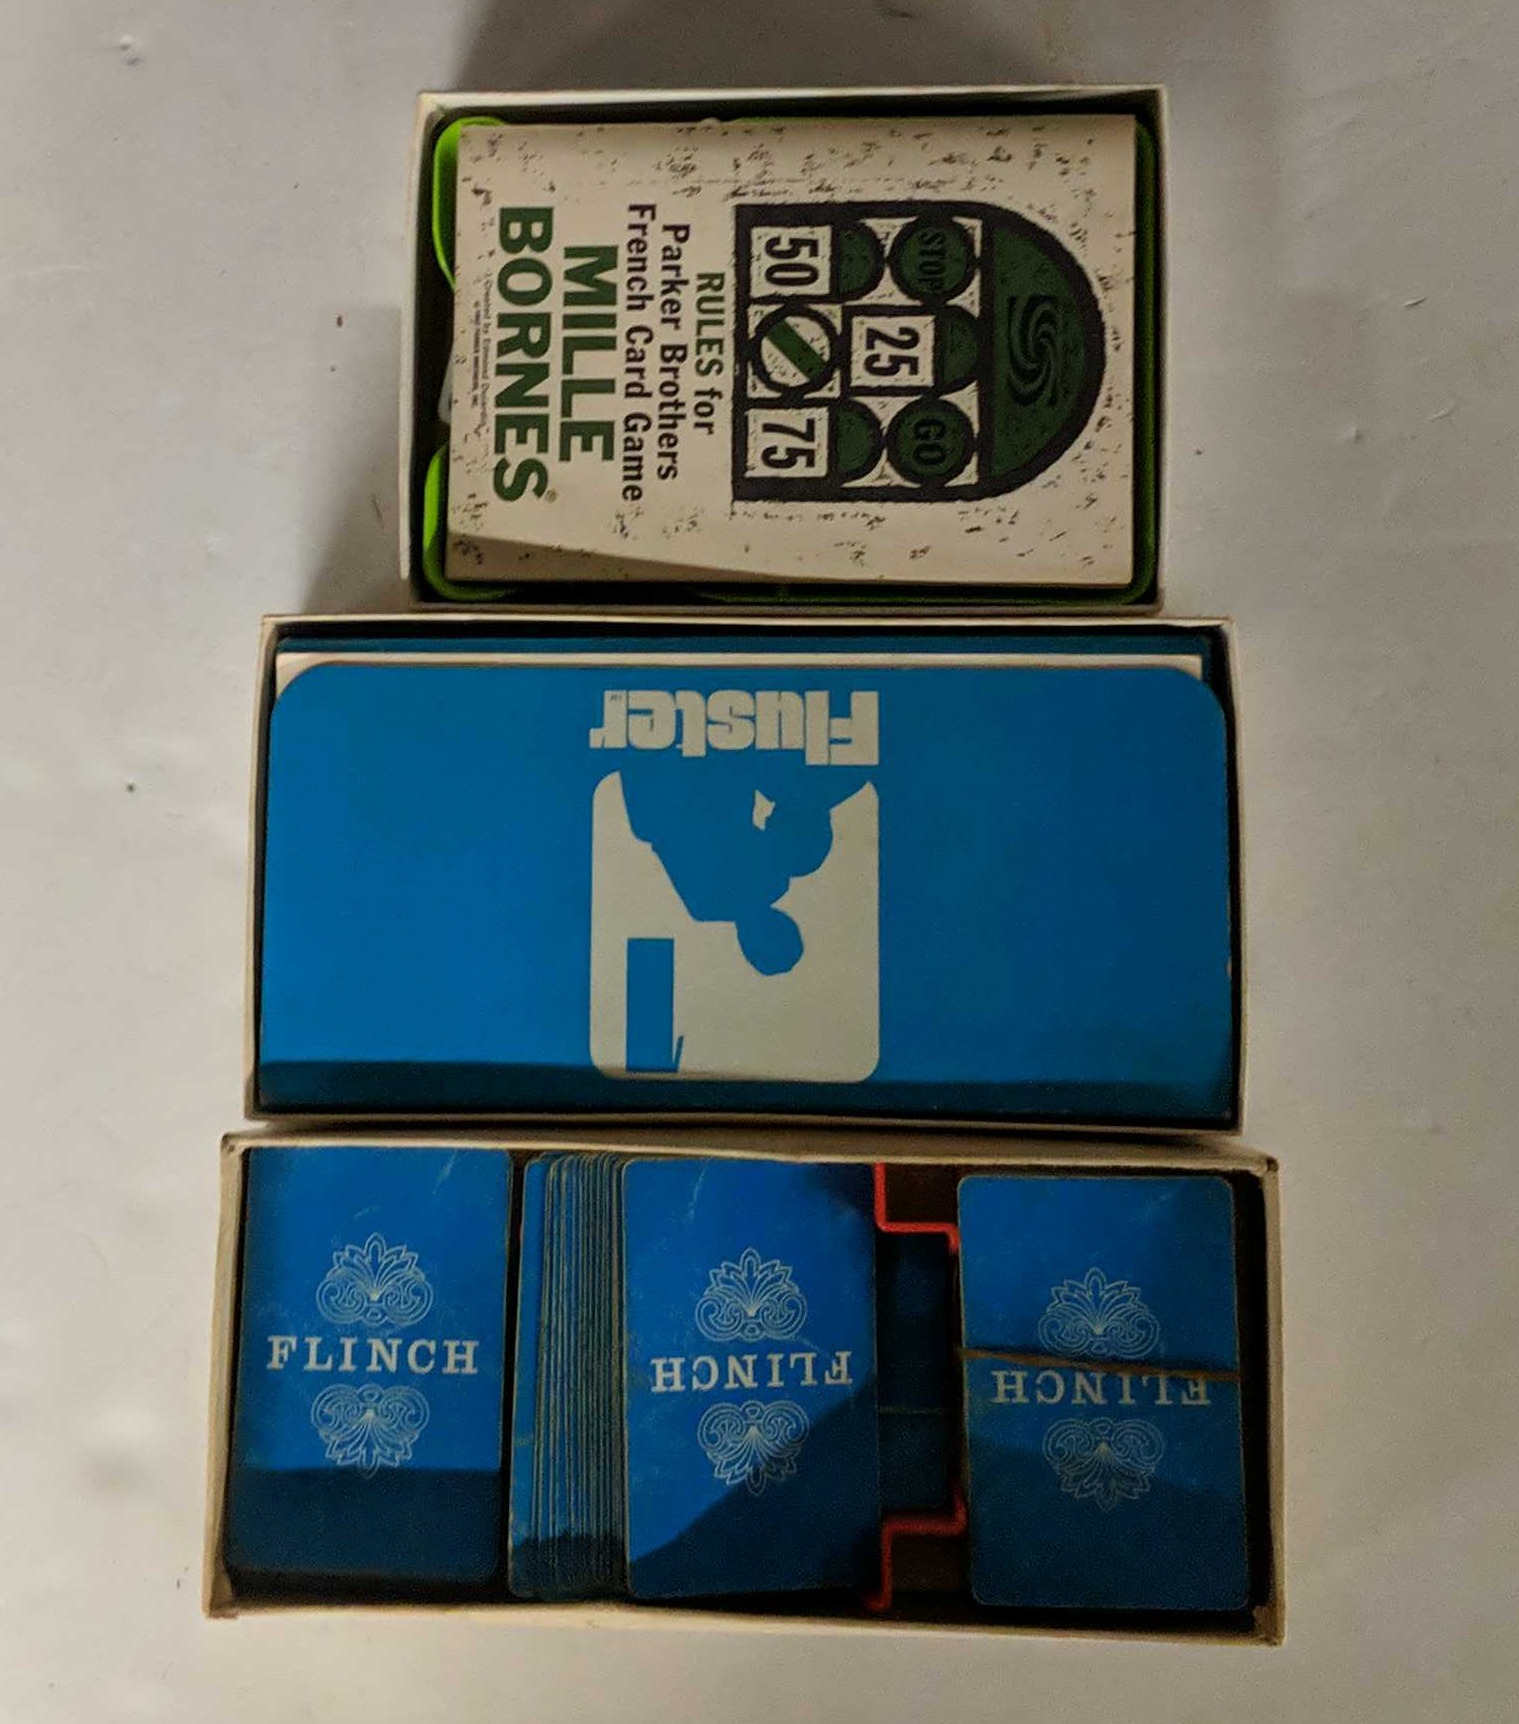 STOP
GO
50
25
75
RULES for
Parker Brothers
French Card Game
MILLE
BORNES®
Fluster
FLINCH
FLINCH
FLINCH